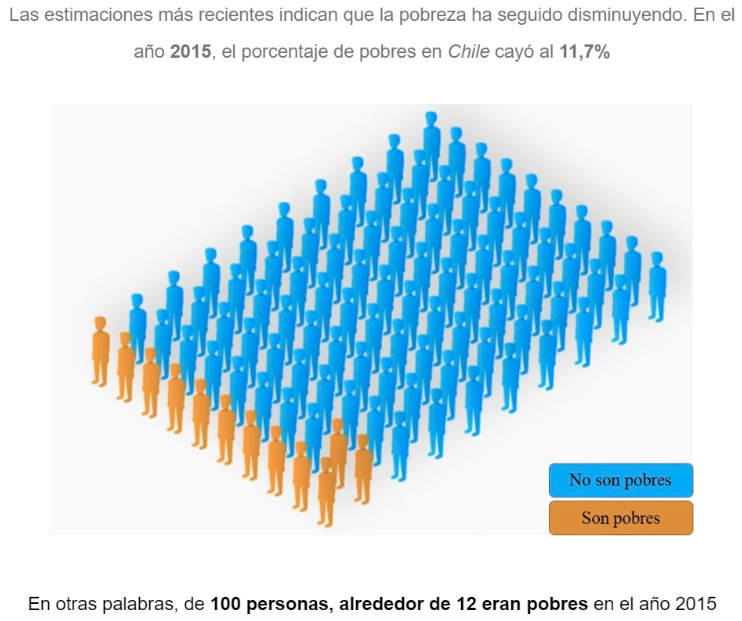 Las estimaciones más recientes indican que la pobreza ha seguido disminuyendo. En el
año 2015, el porcentaje de pobres en Chile cayó al 11,7%
No son pobres
Son pobres
En otras palabras, de 100 personas, alrededor de 12 eran pobres en el año 2015